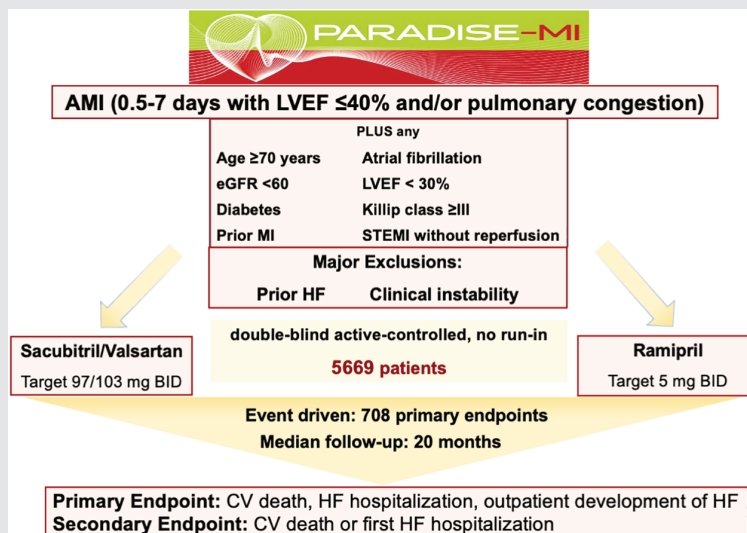 PARADISE-MI
AMI (0.5-7 days with LVEF ≤40% and/or pulmonary congestion)
PLUS any
Age ≥70 years Atrial fibrillation
eGFR <60 LVEF < 30%
Diabetes Killip class ≥III
Prior MI STEMI without reperfusion
Major Exclusions:
Prior HF Clinical instability
double-blind active-controlled, no run-in
5669 patients
Sacubitril/Valsartan
Target 97/103 mg BID
Ramipril
Target 5 mg BID
Event driven: 708 primary endpoints
Median follow-up: 20 months
Primary Endpoint: CV death, HF hospitalization, outpatient development of HF
Secondary Endpoint: CV death or first HF hospitalization